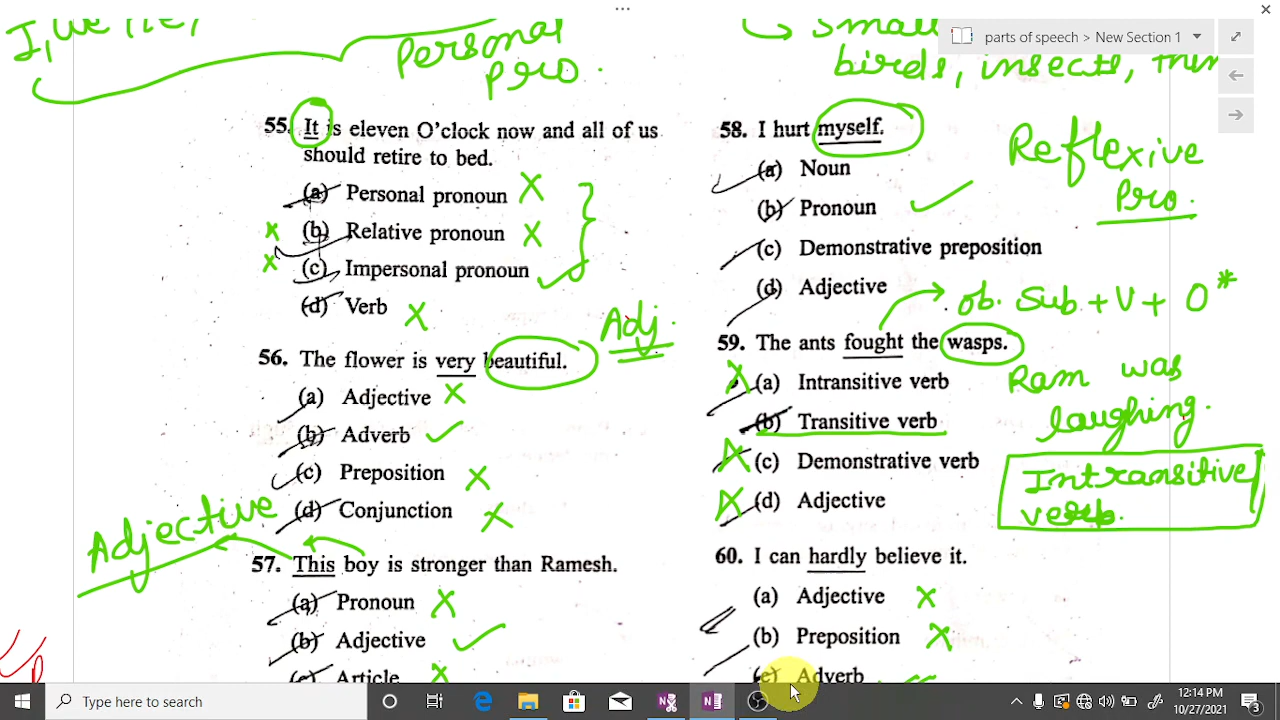 ...
×
I, we he,
Personal
pro.
small
birds, insects, thin
parts of speech > New Section 1
55. It is eleven O'clock now and all of us
should retire to bed.
(a) Personal pronoun X
X (b) Relative pronoun X
X (c) Impersonal pronoun ✓
(d) Verb X
Adj.
56. The flower is very beautiful.
(a) Adjective X
(b) Adverb ✓
(c) Preposition X
(d) Conjunction X
Adjective
57. This boy is stronger than Ramesh.
(a) Pronoun X
(b) Adjective ✓
(c) Article X
58. I hurt myself.
Reflexive
Pro.
(a) Noun
(b) Pronoun ✓
(c) Demonstrative preposition
(d) Adjective
ob. Sub + V + O*
59. The ants fought the wasps.
X (a) Intransitive verb
(b) Transitive verb
X (c) Demonstrative verb
X (d) Adjective
Ram was
laughing.
Intransitive
verb.
60. I can hardly believe it.
(a) Adjective X
(b) Preposition X
(c) Adverb
Type here to search
12:14 PM
10/27/2021
3